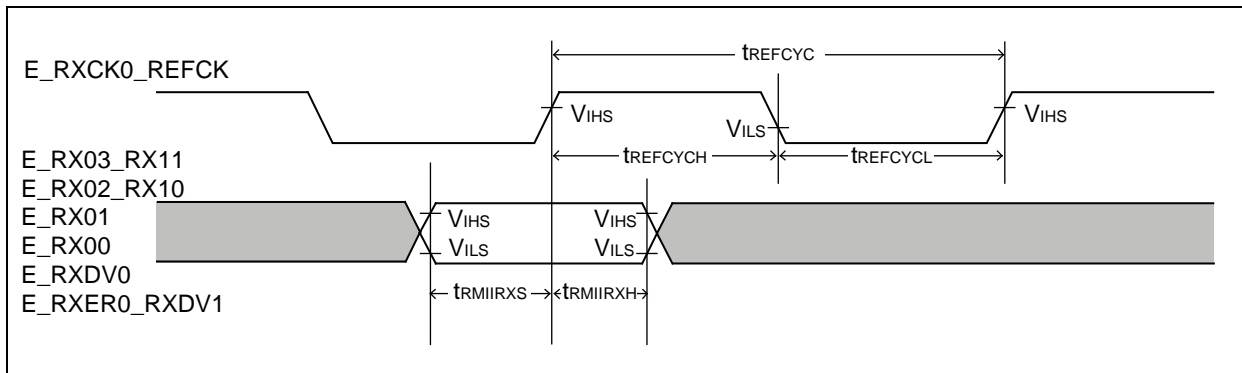 tREFCYC
E_RXCK0_REFCK
VIHS
VILS
VIHS
tREFCYCH
tREFCYCL
E_RX03_RX11
E_RX02_RX10
E_RX01
VIHS
VIHS
E_RX00
VILS
VILS
E_RXDV0
tRMIIRXS
tRMIIRXH
E_RXER0_RXDV1